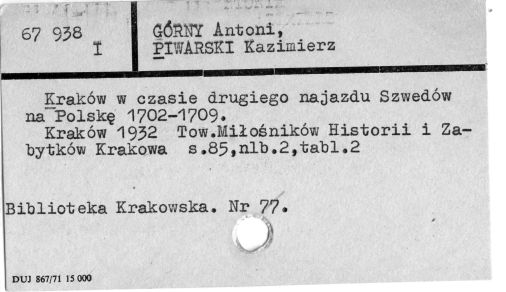 67 938
I
GÓRNY Antoni,
PIWARSKI Kazimierz
Kraków w czasie drugiego najazdu Szwedów
na Polskę 1702-1709.
Kraków 1932 Tow.Miłośników Historii i Za-
bytków Krakowa s.85,nlb.2,tabl.2
Biblioteka Krakowska. Nr 77.
DUJ 867/71 15 000